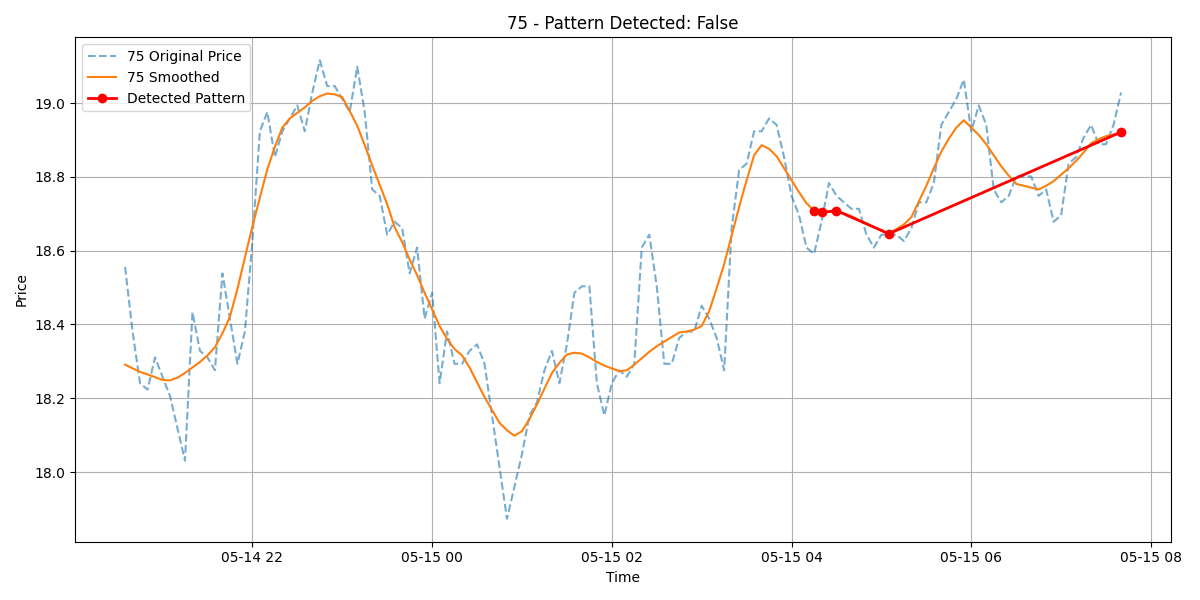 75 - Pattern Detected: False
75 Original Price
75 Smoothed
Detected Pattern
Price
19.0
18.8
18.6
18.4
18.2
18.0
05-14 22
05-15 00
05-15 02
05-15 04
05-15 06
05-15 08
Time